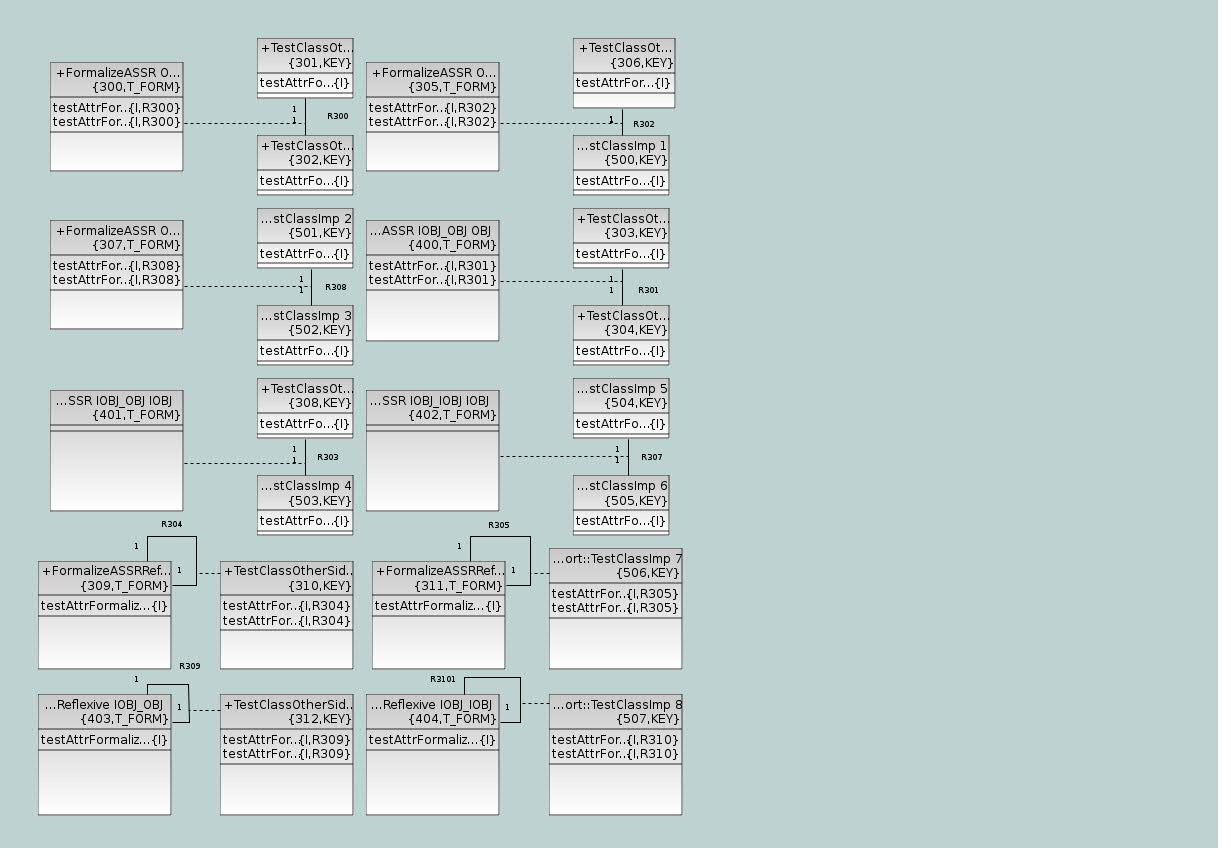 +FormalizeASSR O...
{300,T_FORM}
testAttrFor...{I,R300}
testAttrFor...{I,R300}
+TestClassOt...
{301,KEY}
testAttrFo...{I}
1
1
R300
+TestClassOt...
{302,KEY}
testAttrFo...{I}
+FormalizeASSR O...
{305,T_FORM}
testAttrFor...{I,R302}
testAttrFor...{I,R302}
+TestClassOt...
{306,KEY}
testAttrFor...{I}
1
R302
...stClassImp 1
{500,KEY}
testAttrFo...{I}
+FormalizeASSR O...
{307,T_FORM}
testAttrFor...{I,R308}
testAttrFor...{I,R308}
...stClassImp 2
{501,KEY}
testAttrFo...{I}
1
1
R308
...stClassImp 3
{502,KEY}
testAttrFo...{I}
...ASSR IOBJ_OBJ OBJ
{400,T_FORM}
testAttrFor...{I,R301}
testAttrFor...{I,R301}
+TestClassOt...
{303,KEY}
testAttrFo...{I}
1
1
R301
+TestClassOt...
{304,KEY}
testAttrFo...{I}
...SSR IOBJ_OBJ IOBJ
{401,T_FORM}
+TestClassOt...
{308,KEY}
testAttrFo...{I}
1
1
R303
...stClassImp 4
{503,KEY}
testAttrFo...{I}
...SSR IOBJ_IOBJ IOBJ
{402,T_FORM}
...stClassImp 5
{504,KEY}
testAttrFo...{I}
1
1
R307
...stClassImp 6
{505,KEY}
testAttrFo...{I}
R304
1
1
+FormalizeASSRRef...
{309,T_FORM}
testAttrFormaliz...{I}
+TestClassOtherSid...
{310,KEY}
testAttrFor...{I,R304}
testAttrFor...{I,R304}
R305
1
1
+FormalizeASSRRef...
{311,T_FORM}
testAttrFormaliz...{I}
...ort::TestClassImp 7
{506,KEY}
testAttrFor...{I,R305}
testAttrFor...{I,R305}
R309
1
1
...Reflexive IOBJ_OBJ
{403,T_FORM}
testAttrFormaliz...{I}
+TestClassOtherSid...
{312,KEY}
testAttrFor...{I,R309}
testAttrFor...{I,R309}
R3101
1
...Reflexive IOBJ_IOBJ
{404,T_FORM}
testAttrFormaliz...{I}
...ort::TestClassImp 8
{507,KEY}
testAttrFor...{I,R310}
testAttrFor...{I,R310}